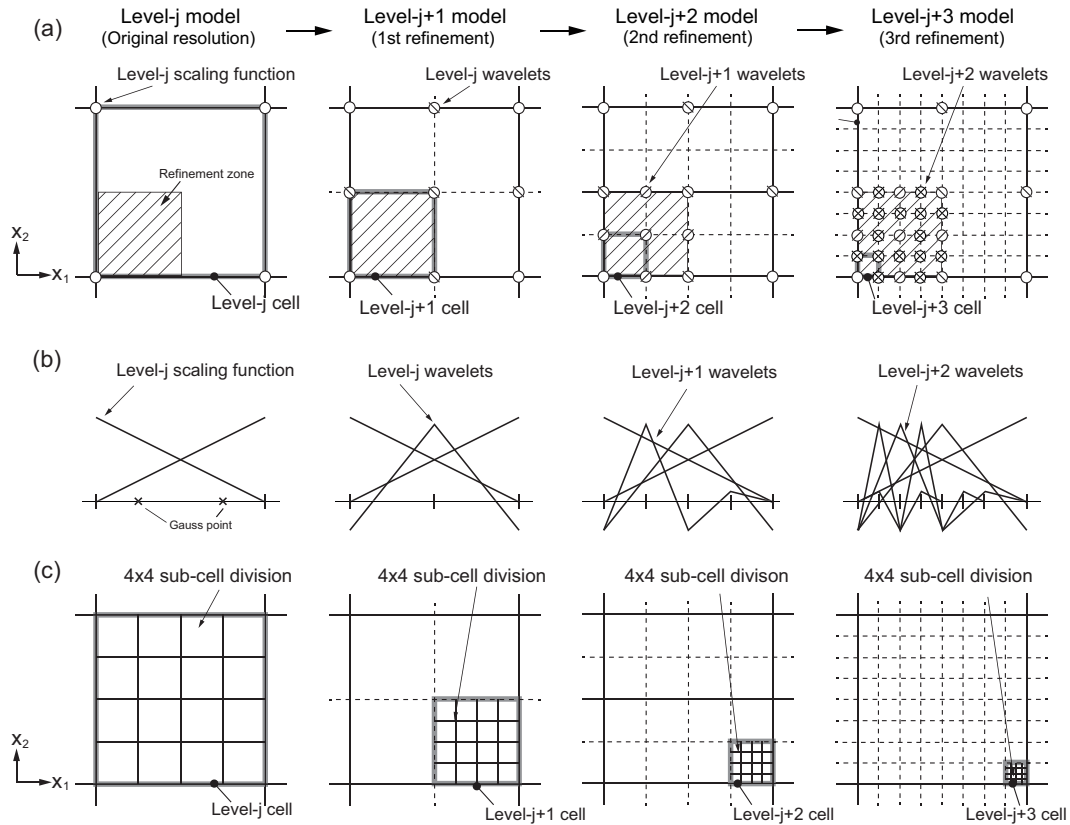 (a)
Level-j model
(Original resolution)
Level-j+1 model
(1st refinement)
Level-j+2 model
(2nd refinement)
Level-j+3 model
(3rd refinement)
Level-j scaling function
Level-j wavelets
Level-j+1 wavelets
Level-j+2 wavelets
Refinement zone
x2
x1
Level-j cell
Level-j+1 cell
Level-j+2 cell
Level-j+3 cell
(b)
Level-j scaling function
Level-j wavelets
Level-j+1 wavelets
Level-j+2 wavelets
Gauss point
(c)
4x4 sub-cell division
4x4 sub-cell division
4x4 sub-cell divison
4x4 sub-cell division
x2
x1
Level-j cell
Level-j+1 cell
Level-j+2 cell
Level-j+3 cell